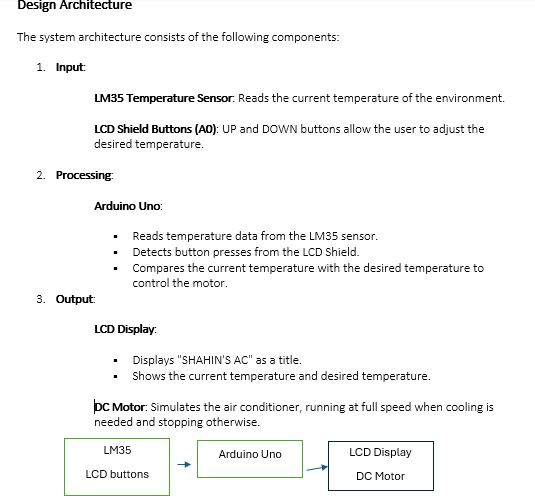 Design Architecture
The system architecture consists of the following components:
1. Input:
LM35 Temperature Sensor: Reads the current temperature of the environment.
LCD Shield Buttons (A0): UP and DOWN buttons allow the user to adjust the
desired temperature.
2. Processing:
Arduino Uno:
▪ Reads temperature data from the LM35 sensor.
▪ Detects button presses from the LCD Shield.
▪ Compares the current temperature with the desired temperature to
control the motor.
3. Output:
LCD Display:
▪ Displays "SHAHIN'S AC" as a title.
▪ Shows the current temperature and desired temperature.
DC Motor: Simulates the air conditioner, running at full speed when cooling is
needed and stopping otherwise.
LM35
LCD buttons
Arduino Uno
LCD Display
DC Motor